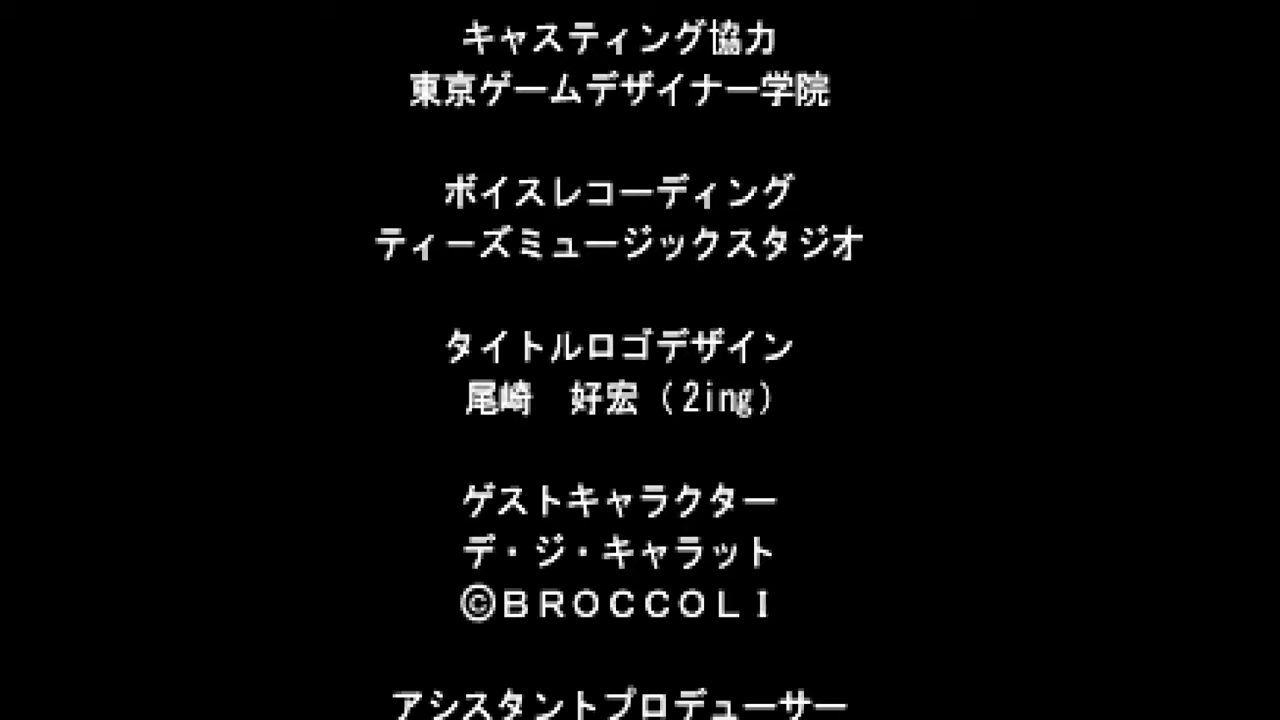 キャスティング協力
東京ゲームデザイナー学院
ボイスレコーディング
ティーズミュージックスタジオ
タイトルロゴデザイン
尾崎　好宏（2ing）
ゲストキャラクター
デ・ジ・キャラット
©ＢＲＯＣＣＯＬＩ
アシスタントプロデューサー